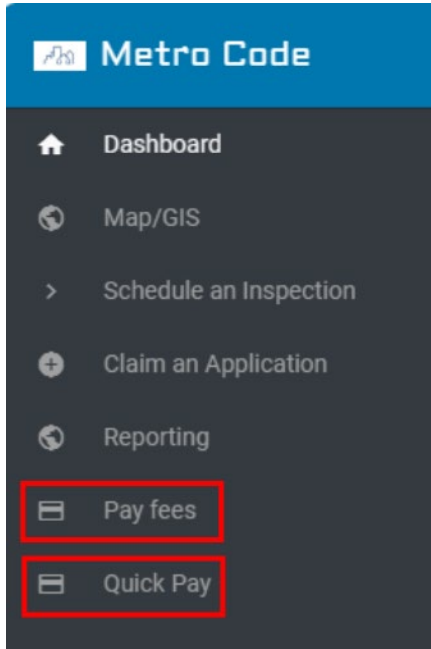 Metro Code
Dashboard
Map/GIS
Schedule an Inspection
Claim an Application
Reporting
Pay fees
Quick Pay